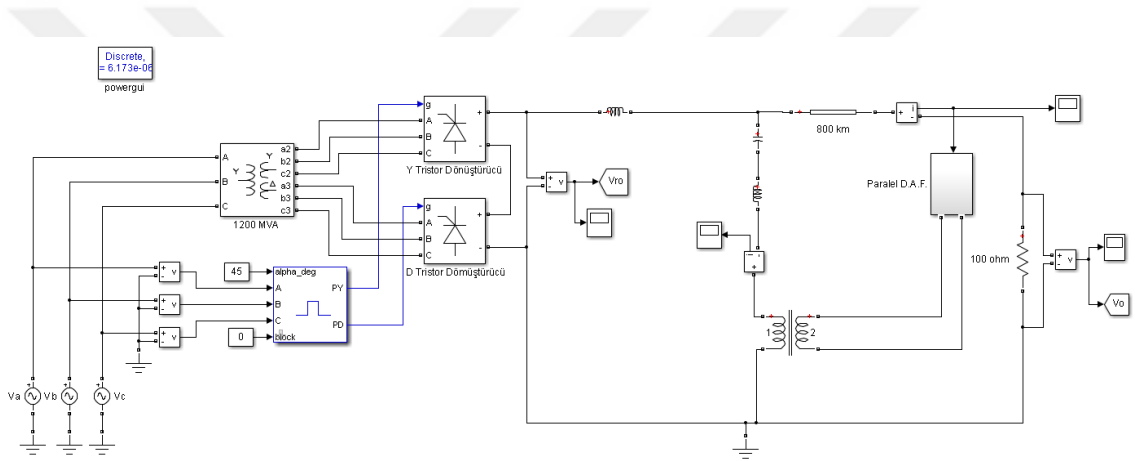 Discrete,
= 6.173e-06
powergui
A
B
C
Y
Y
Δ
a2
b2
c2
a3
b3
c3
1200 MVA
g
A
B
C
+
-
Y Tristor Dönüştürücü
g
A
B
C
+
-
D Tristor Dömüştürücü
+
-
v
Vro
800 km
+
i
-
Paralel D.A.F.
100 ohm
+
-
v
Vo
1
2
45
0
alpha_deg
A
B
C
block
PY
PD
+
-
v
+
-
v
+
-
v
Va
Vb
Vc